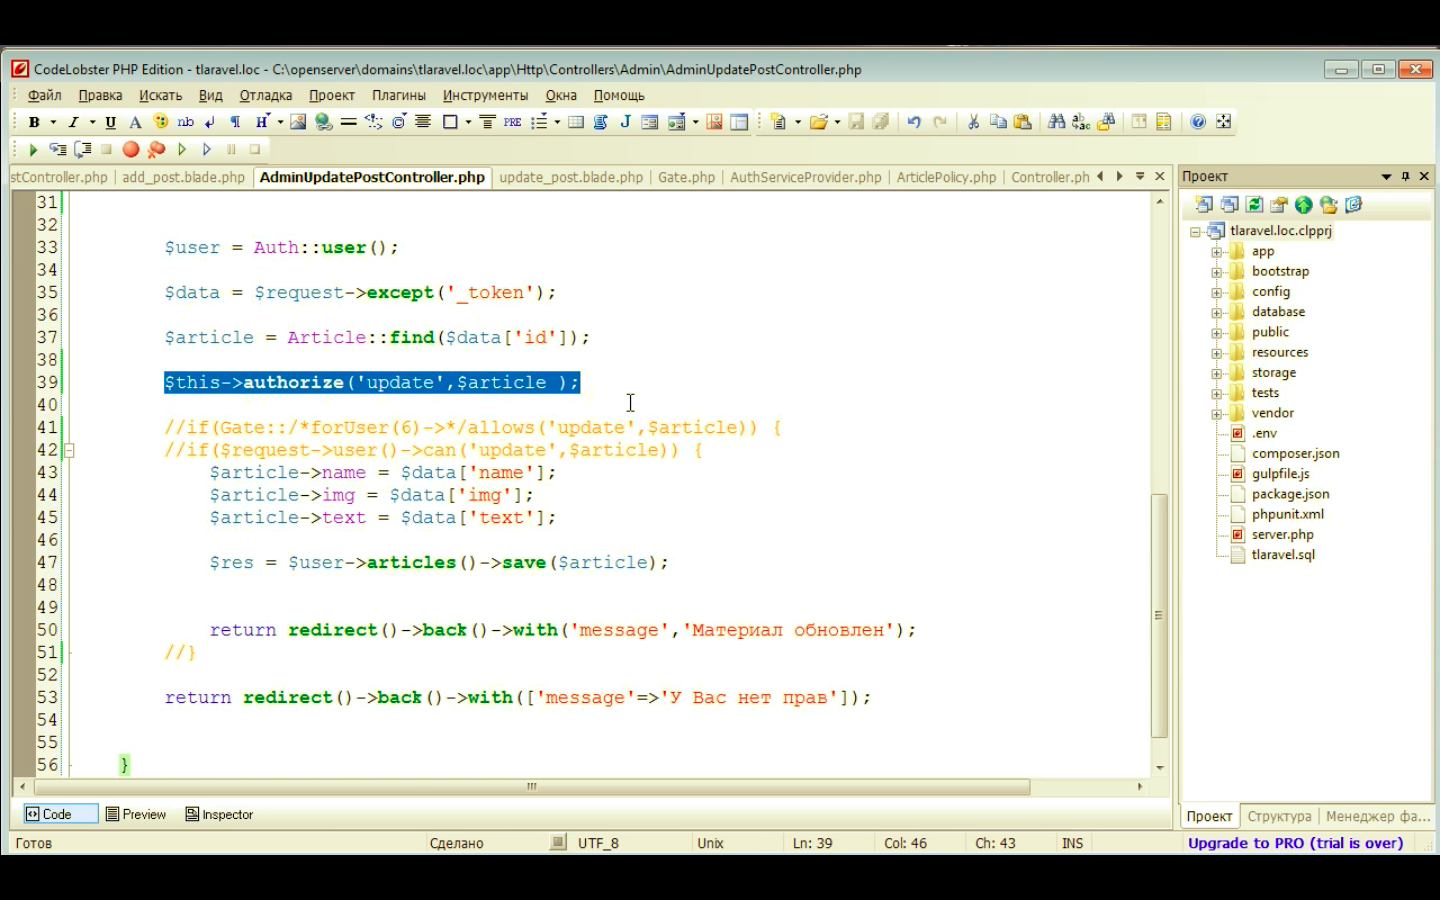 CodeLobster PHP Edition - tlaravel.loc - C:\openserver\domains\tlaravel.loc\app\Http\Controllers\Admin\AdminUpdatePostController.php
Файл Правка Искать Вид Отладка Проект Плагины Инструменты Окна Помощь
B I U A nb ¶ H PRE J
stController.php add_post.blade.php AdminUpdatePostController.php update_post.blade.php Gate.php AuthServiceProvider.php ArticlePolicy.php Controller.ph
31
32
33 $user = Auth::user();
34
35 $data = $request->except('_token');
36
37 $article = Article::find($data['id']);
38
39 $this->authorize('update',$article );
40
41 //if(Gate::/*forUser(6)->*/allows('update',$article)) {
42 //if($request->user()->can('update',$article)) {
43 $article->name = $data['name'];
44 $article->img = $data['img'];
45 $article->text = $data['text'];
46
47 $res = $user->articles()->save($article);
48
49
50 return redirect()->back()->with('message','Материал обновлен');
51 //}
52
53 return redirect()->back()->with(['message'=>'У Вас нет прав']);
54
55
56 }
Code Preview Inspector
Проект
tlaravel.loc.clpprj
app
bootstrap
config
database
public
resources
storage
tests
vendor
.env
composer.json
gulpfile.js
package.json
phpunit.xml
server.php
tlaravel.sql
Проект Структура Менеджер фа...
Готов Сделано UTF_8 Unix Ln: 39 Col: 46 Ch: 43 INS Upgrade to PRO (trial is over)